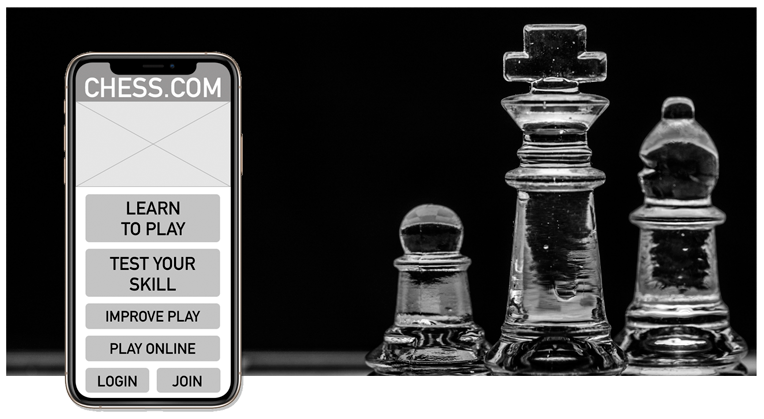 CHESS.COM
LEARN
TO PLAY
TEST YOUR
SKILL
IMPROVE PLAY
PLAY ONLINE
LOGIN
JOIN